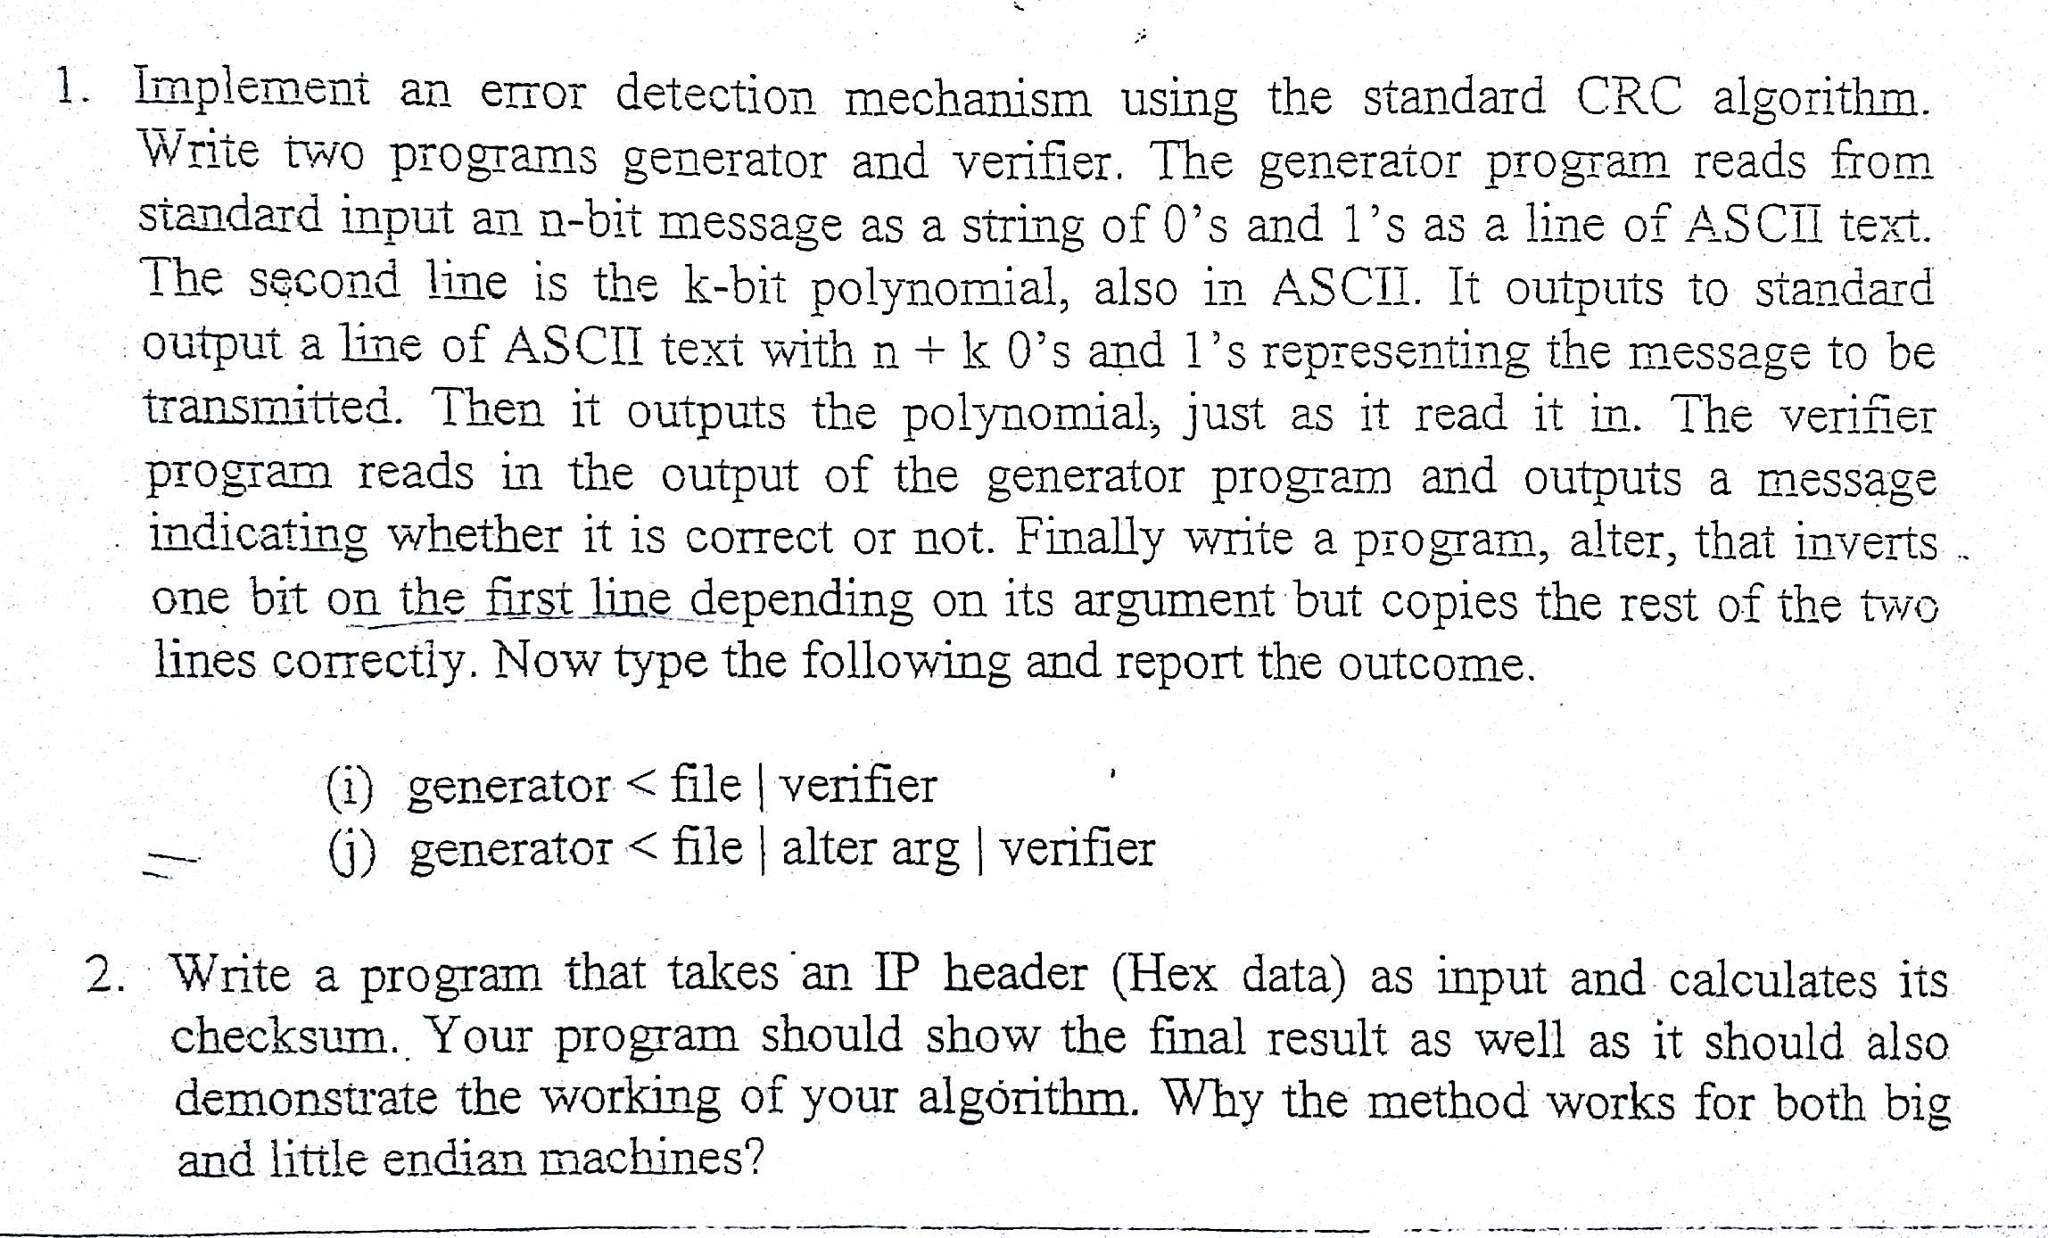 1. Implement an error detection mechanism using the standard CRC algorithm.
Write two programs generator and verifier. The generator program reads from
standard input an n-bit message as a string of 0's and 1's as a line of ASCII text.
The second line is the k-bit polynomial, also in ASCII. It outputs to standard
output a line of ASCII text with n + k 0's and 1's representing the message to be
transmitted. Then it outputs the polynomial, just as it read it in. The verifier
program reads in the output of the generator program and outputs a message
indicating whether it is correct or not. Finally write a program, alter, that inverts
one bit on the first line depending on its argument but copies the rest of the two
lines correctly. Now type the following and report the outcome.
(i) generator < file | verifier
(j) generator < file | alter arg | verifier
2. Write a program that takes an IP header (Hex data) as input and calculates its
checksum. Your program should show the final result as well as it should also
demonstrate the working of your algorithm. Why the method works for both big
and little endian machines?